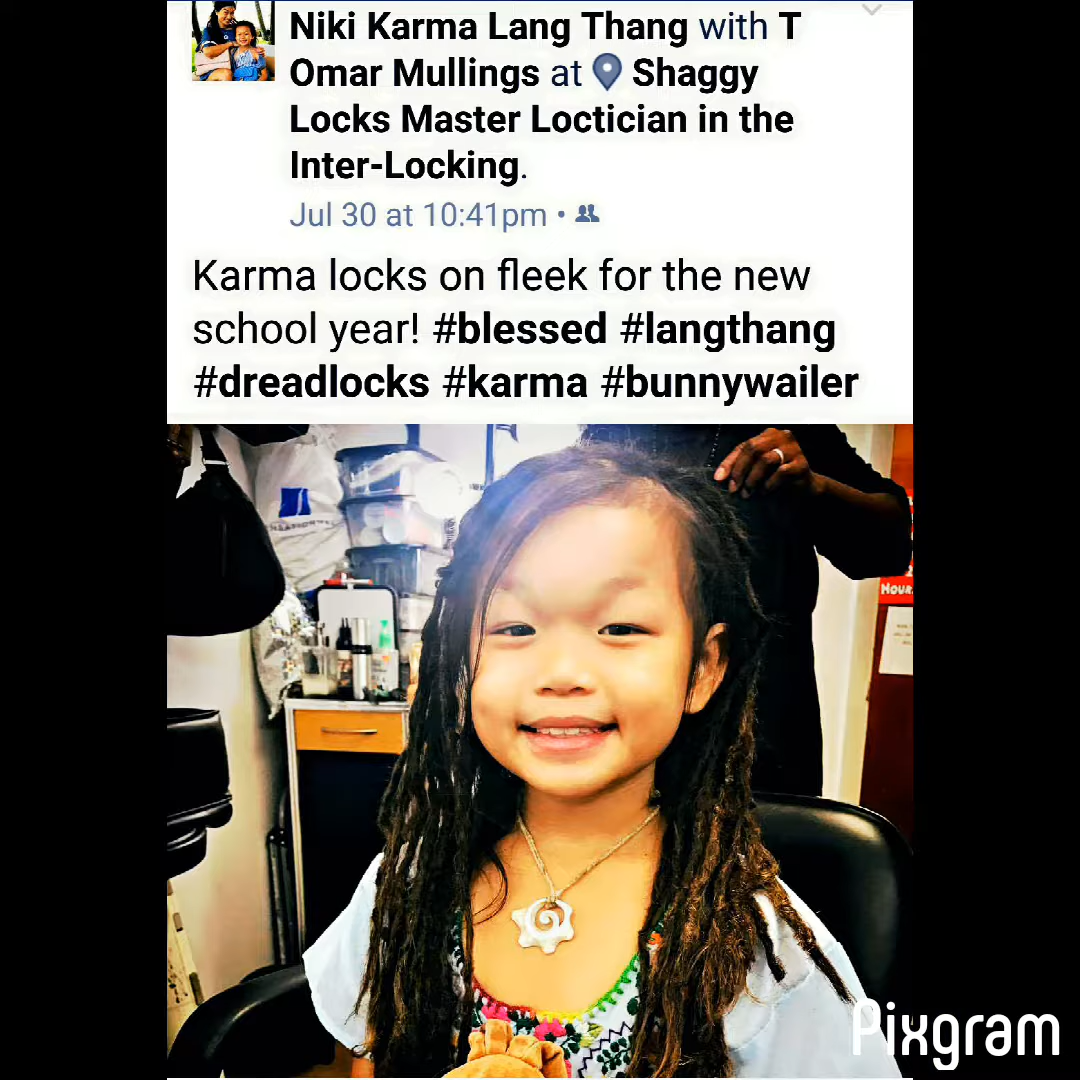 Niki Karma Lang Thang with T
Omar Mullings at Shaggy
Locks Master Loctician in the
Inter-Locking.
Jul 30 at 10:41pm •
Karma locks on fleek for the new
school year! #blessed #langthang
#dreadlocks #karma #bunnywailer
Hour
Pixgram